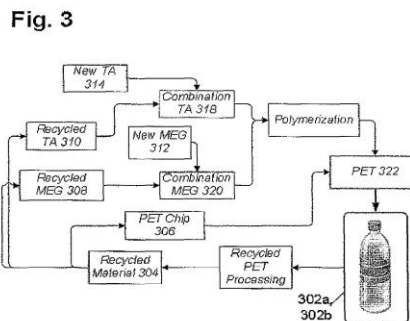 Fig. 3
New TA
314
Combination
TA 318
Recycled
TA 310
New MEG
312
Polymerization
Recycled
MEG 308
Combination
MEG 320
PET 322
PET Chip
306
Recycled
Material 304
Recycled
PET
Processing
302a,
302b